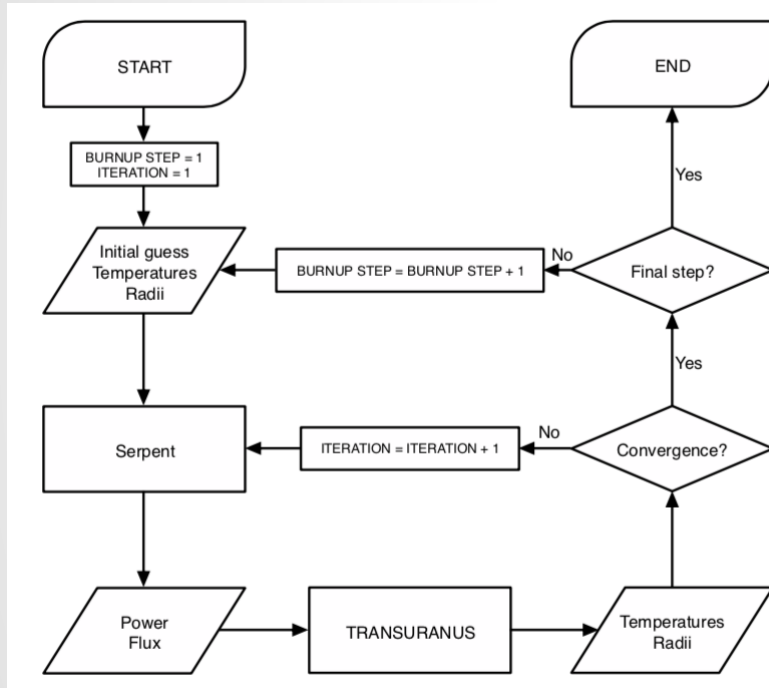 START
END
BURNUP STEP = 1
ITERATION = 1
Yes
Initial guess
Temperatures
Radii
BURNUP STEP = BURNUP STEP + 1
No
Final step?
Yes
Serpent
ITERATION = ITERATION + 1
No
Convergence?
Power
Flux
TRANSURANUS
Temperatures
Radii